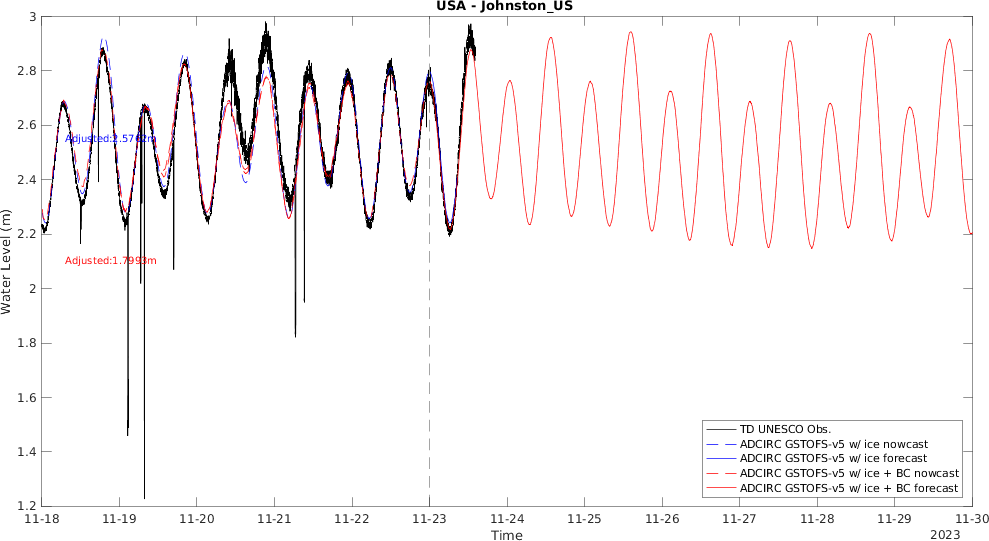 USA - Johnston_US
3
2.8
2.6
2.4
2.2
2
1.8
1.6
1.4
1.2
Water Level (m)
Adjusted:2.5762m
Adjusted:1.7993m
TD UNESCO Obs.
ADCIRC GSTOFS-v5 w/ ice nowcast
ADCIRC GSTOFS-v5 w/ ice forecast
ADCIRC GSTOFS-v5 w/ ice + BC nowcast
ADCIRC GSTOFS-v5 w/ ice + BC forecast
11-18 11-19 11-20 11-21 11-22 11-23 11-24 11-25 11-26 11-27 11-28 11-29 11-30
Time
2023